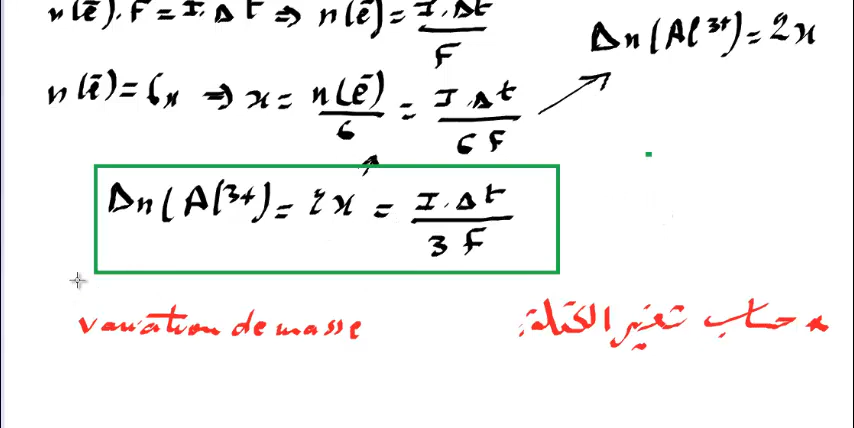 n(ē).F = I.Δt ⇒ n(ē) = I.Δt / F
Δn(Al³⁺) = 2x
n(ē) = 6x ⇒ x = n(ē) / 6 = I.Δt / 6F
Δn(Al³⁺) = 2x = I.Δt / 3F
* حساب تغير الكتلة:
variation de masse